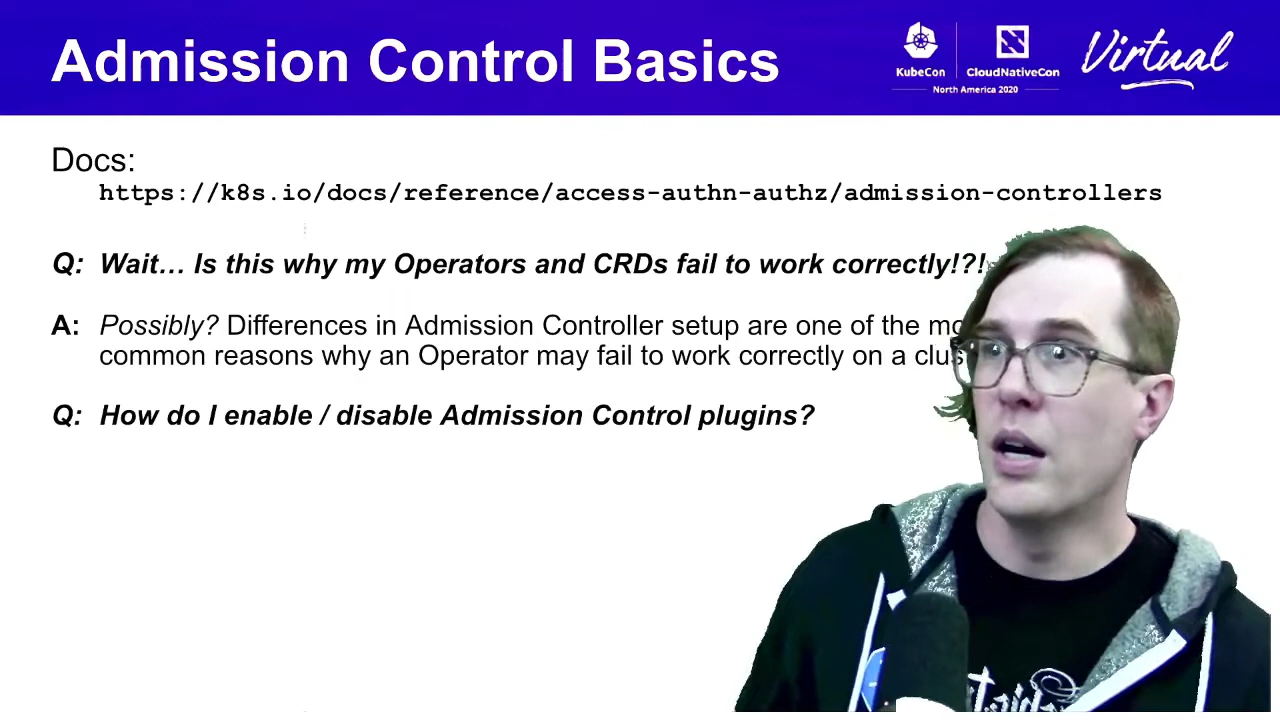 Admission Control Basics
KubeCon
CloudNativeCon
North America 2020
Virtual
Docs:
https://k8s.io/docs/reference/access-authn-authz/admission-controllers
Q: Wait… Is this why my Operators and CRDs fail to work correctly!?!
A: Possibly? Differences in Admission Controller setup are one of the
common reasons why an Operator may fail to work correctly on a
Q: How do I enable / disable Admission Control plugins?